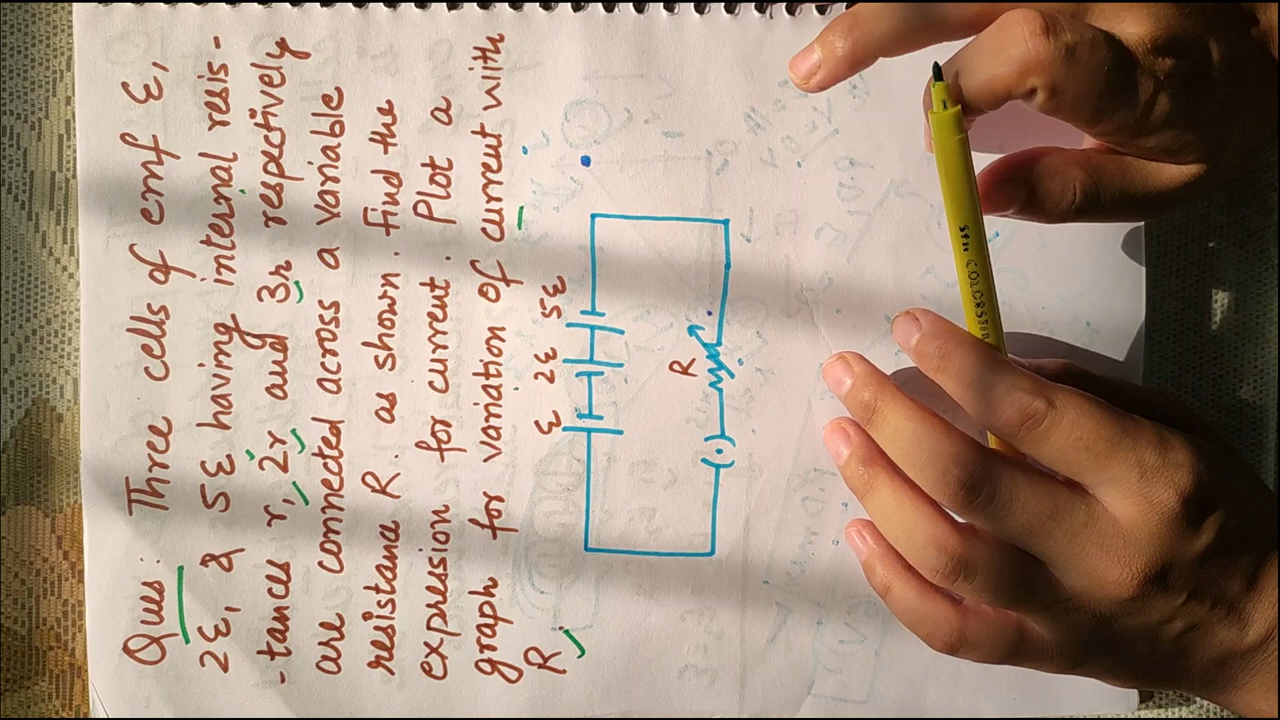 Ques: Three cells of emf ε,
2ε, & 5ε having internal resis-
-tances r, 2r and 3r respectively
are connected across a variable
resistance R. as shown. Find the
expression for current. Plot a
graph for variation of current with
R
ε 2ε 5ε
R